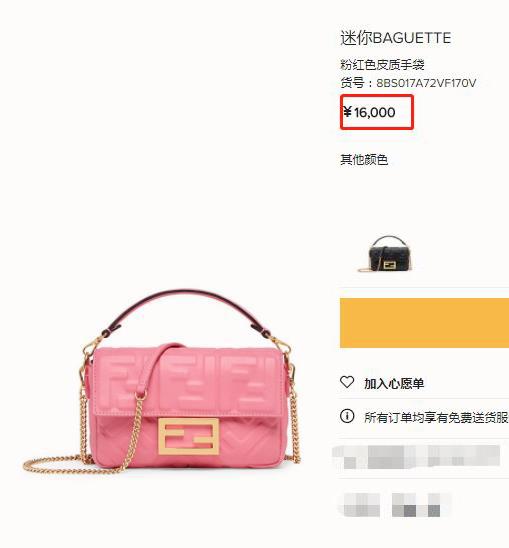 迷你BAGUETTE
粉红色皮质手袋
货号：8BS017A72VF170V
¥16,000
其他颜色
加入心愿单
所有订单均享有免费送货服